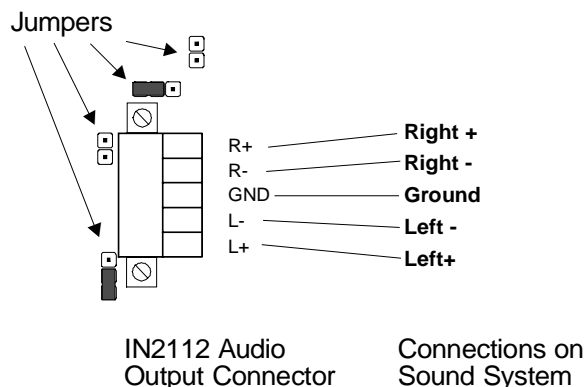 Jumpers
R+ Right +
R- Right -
GND Ground
L- Left -
L+ Left+
IN2112 Audio Connections on
Output Connector Sound System